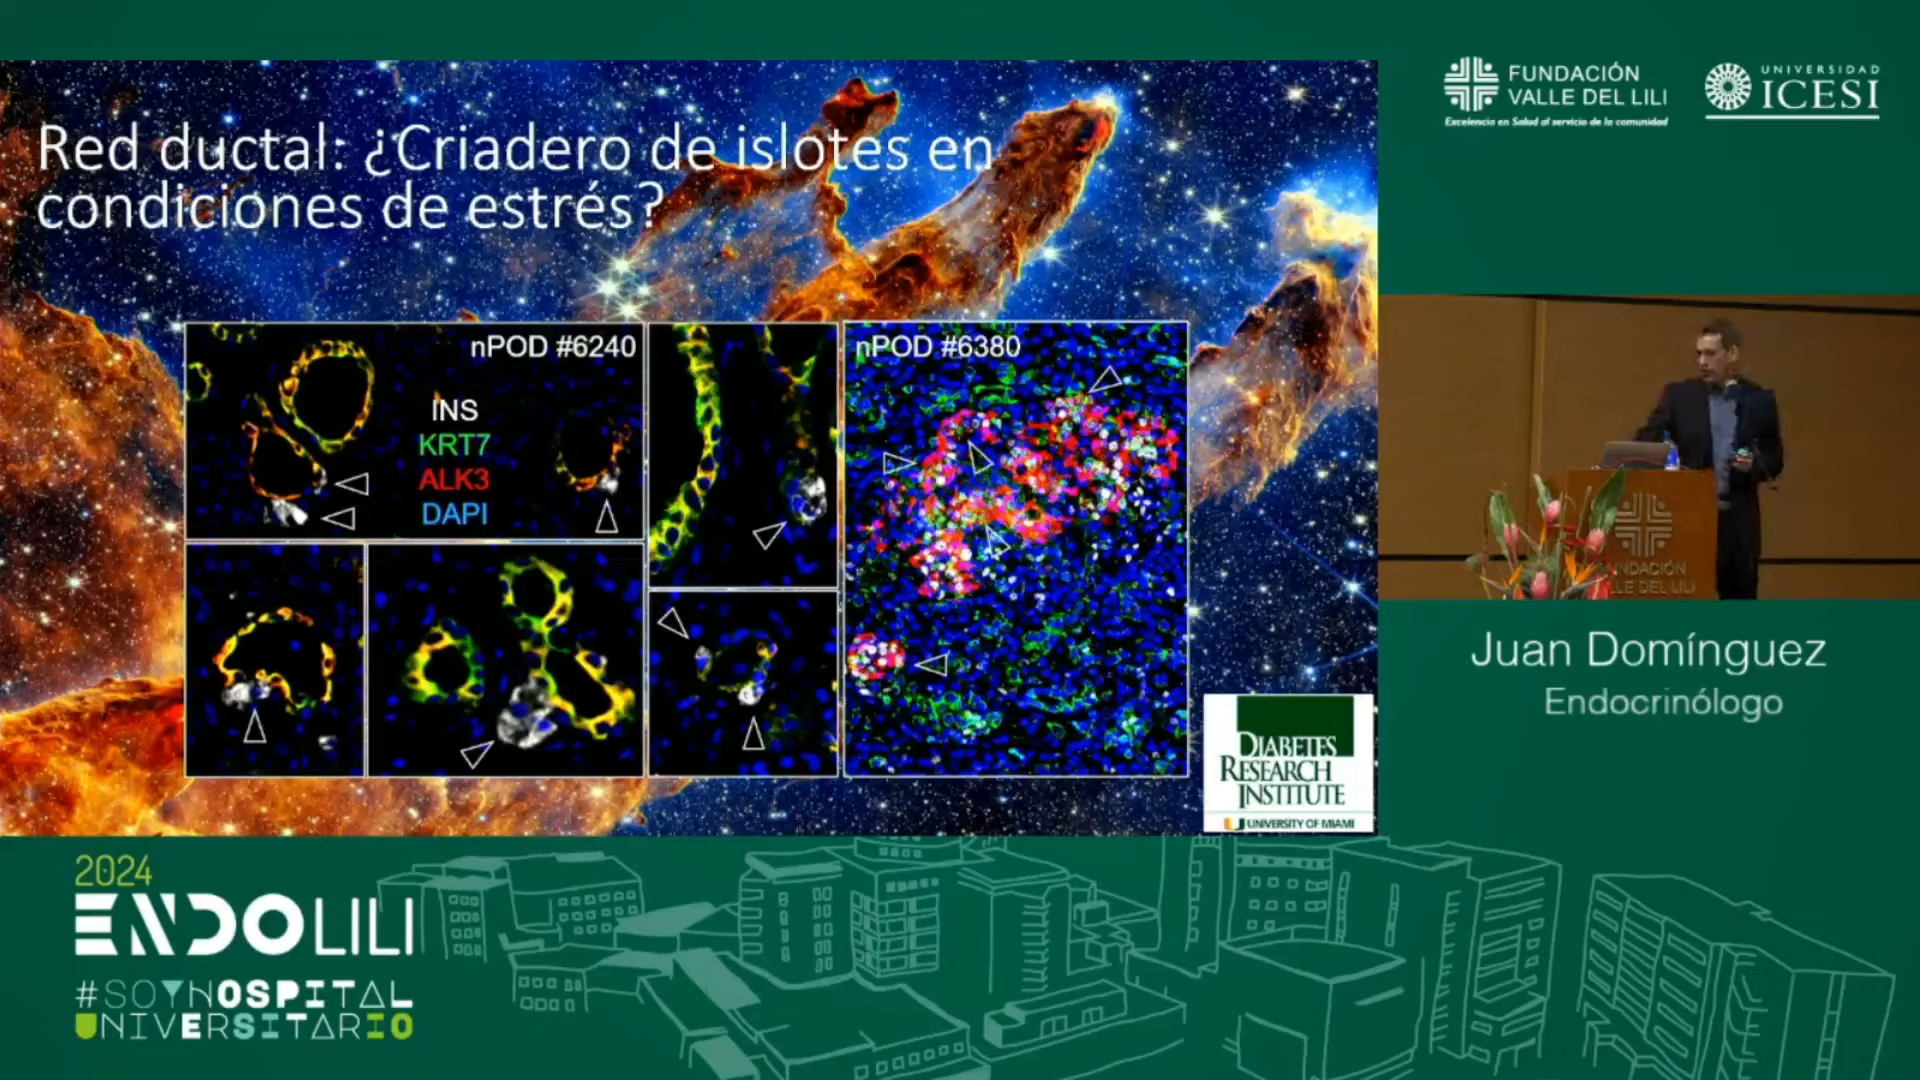 FUNDACIÓN
VALLE DEL LILI
Excelencia en Salud al servicio de la comunidad
UNIVERSIDAD
ICESI
Red ductal: ¿Criadero de islotes en
condiciones de estrés?
nPOD #6240
INS
KRT7
ALK3
DAPI
nPOD #6380
DIABETES
RESEARCH
INSTITUTE
UNIVERSITY OF MIAMI
Juan Domínguez
Endocrinólogo
2024
ENDOLILI
#SOYHOSPITAL
UNIVERSITARIO